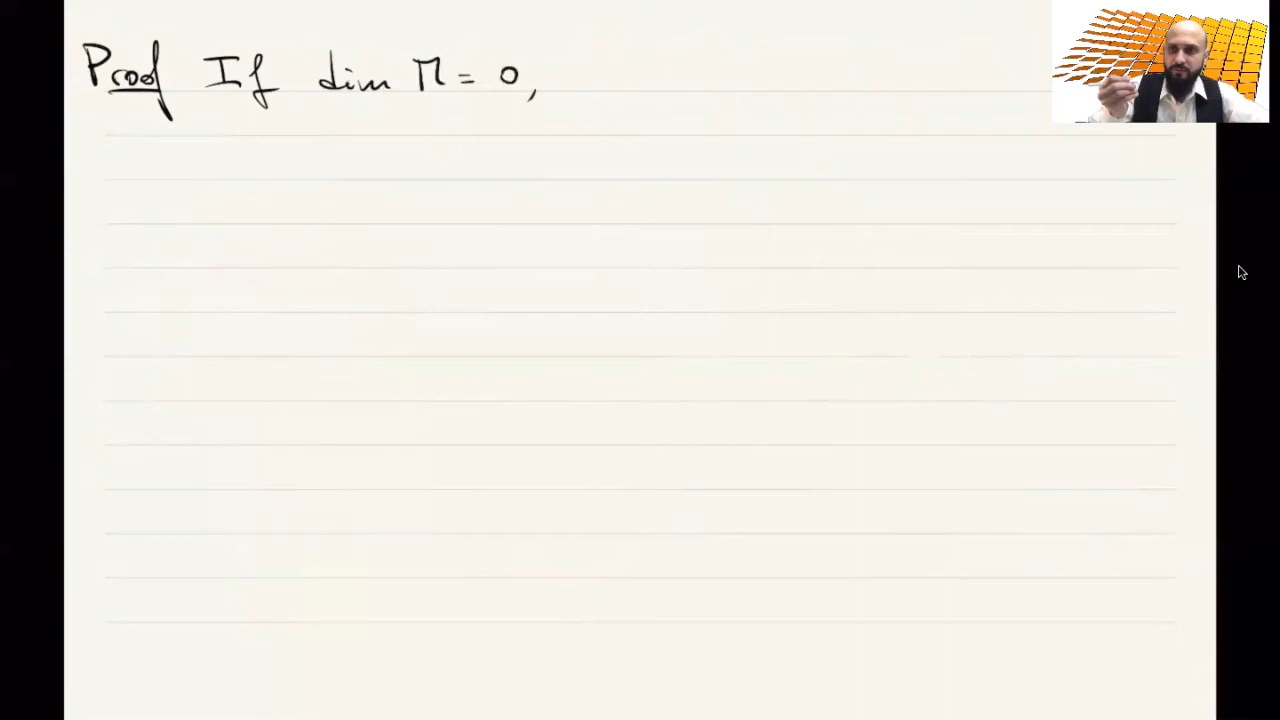 Proof If dim M = 0,